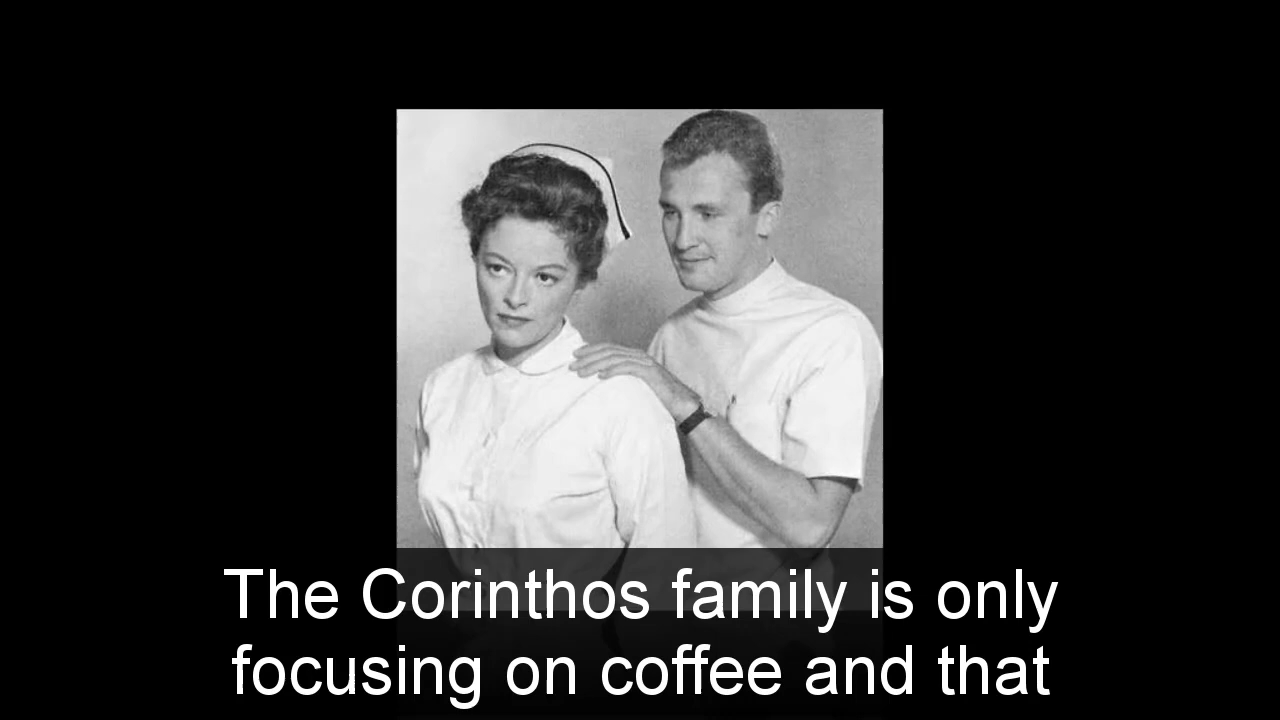 The Corinthos family is only
focusing on coffee and that